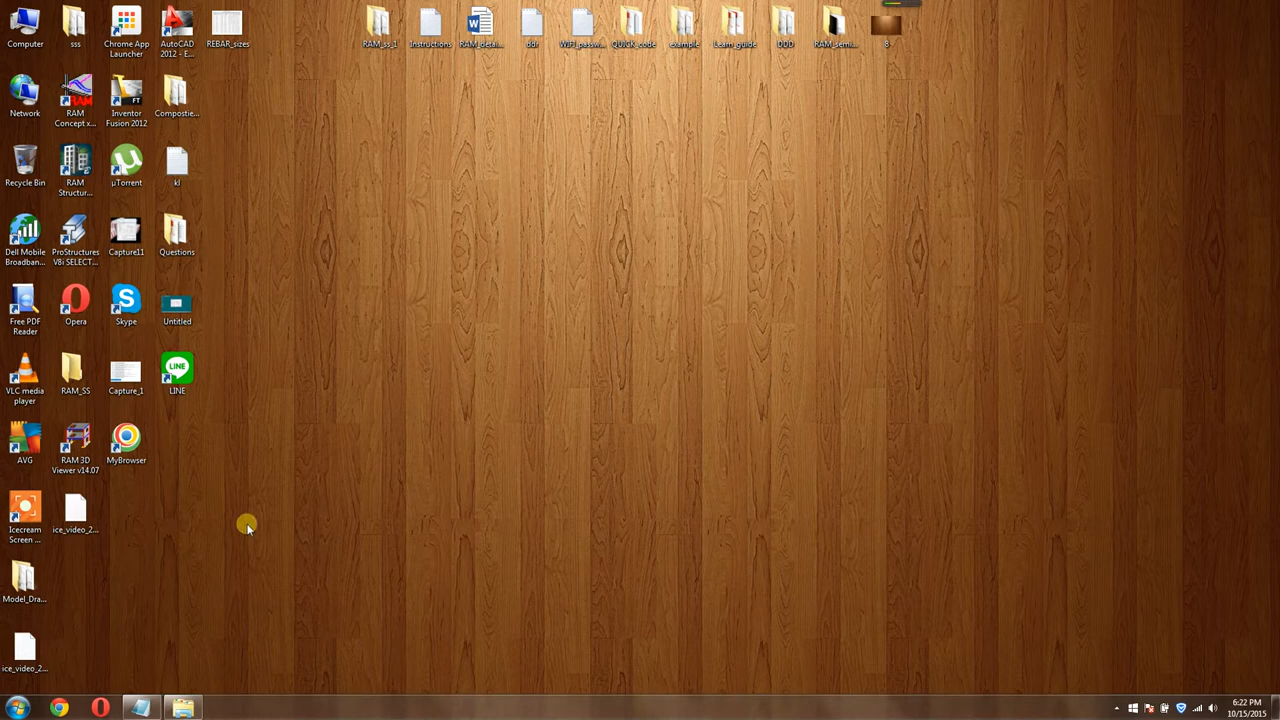 Computer
sss
Chrome App
Launcher
AutoCAD
2012 - E...
REBAR_sizes
RAM_ss_1
Instructions
RAM_detai...
ddr
WIFI_passw...
QUICK_code
example
Learn_guide
DDD
RAM_semi...
8
Network
RAM
Concept x...
Inventor
Fusion 2012
Compostie...
Recycle Bin
RAM
Structur...
µTorrent
kl
Dell Mobile
Broadban...
ProStructures
V8i SELECT...
Capture11
Questions
Free PDF
Reader
Opera
Skype
Untitled
VLC media
player
RAM_SS
Capture_1
LINE
AVG
RAM 3D
Viewer v14.07
MyBrowser
Icecream
Screen ...
ice_video_2...
Model_Dra...
ice_video_2...
6:22 PM
10/15/2015